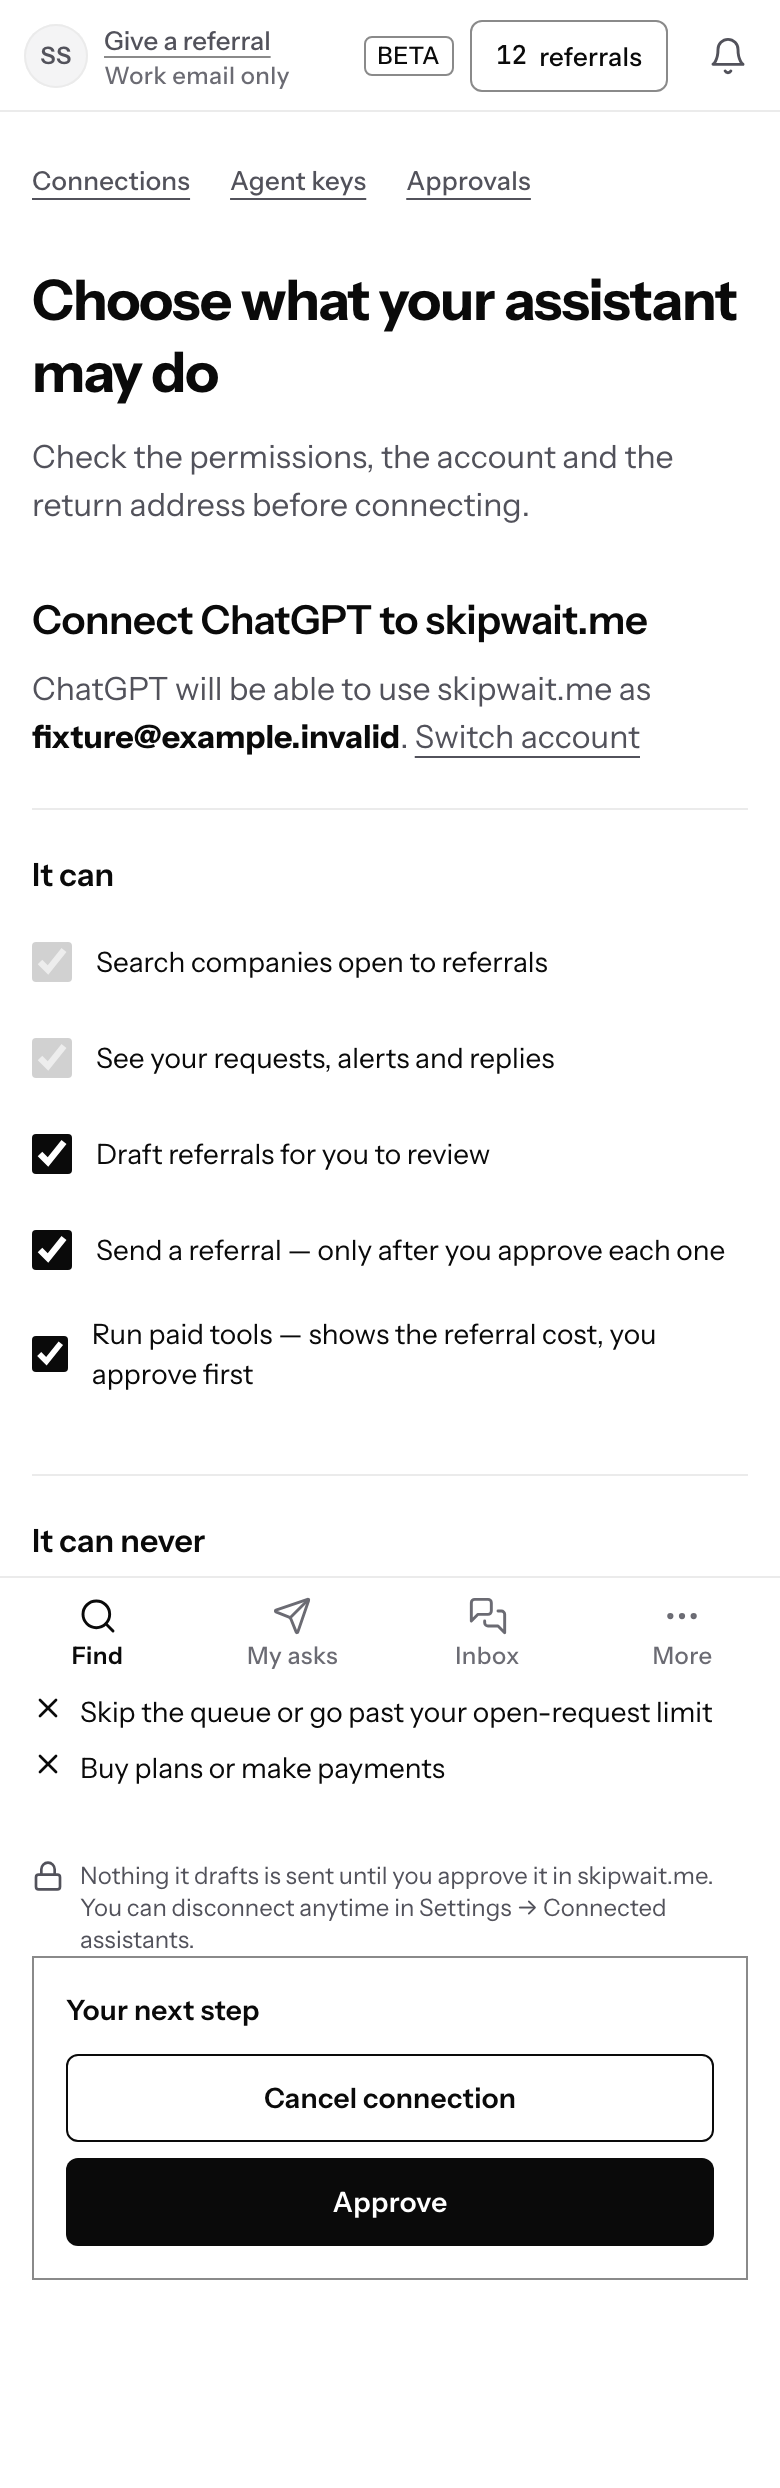 SS
Give a referral
Work email only
BETA
12 referrals
Connections Agent keys Approvals
Choose what your assistant
may do
Check the permissions, the account and the
return address before connecting.
Connect ChatGPT to skipwait.me
ChatGPT will be able to use skipwait.me as
fixture@example.invalid. Switch account
It can
Search companies open to referrals
See your requests, alerts and replies
Draft referrals for you to review
Send a referral — only after you approve each one
Run paid tools — shows the referral cost, you
approve first
It can never
Find My asks Inbox More
Skip the queue or go past your open-request limit
Buy plans or make payments
Nothing it drafts is sent until you approve it in skipwait.me.
You can disconnect anytime in Settings → Connected
assistants.
Your next step
Cancel connection
Approve